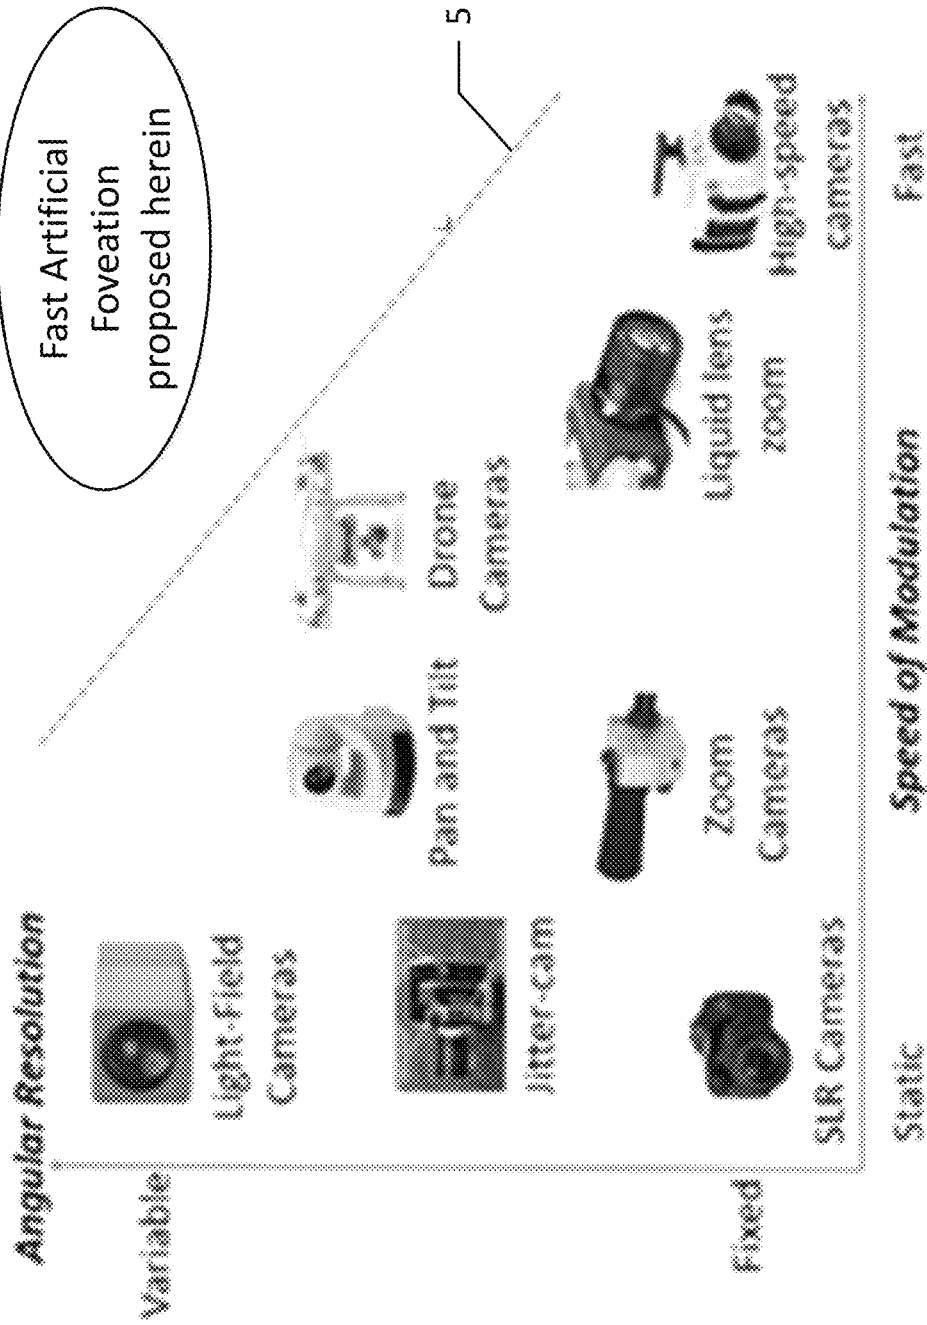 Angular Resolution
Variable
Fixed
Light-Field
Cameras
Jitter-cam
SLR Cameras
Pan and Tilt
Zoom
Cameras
Drone
Cameras
Liquid lens
zoom
High-speed
cameras
Fast Artificial
Foveation
proposed herein
5
Static
Speed of Modulation
Fast